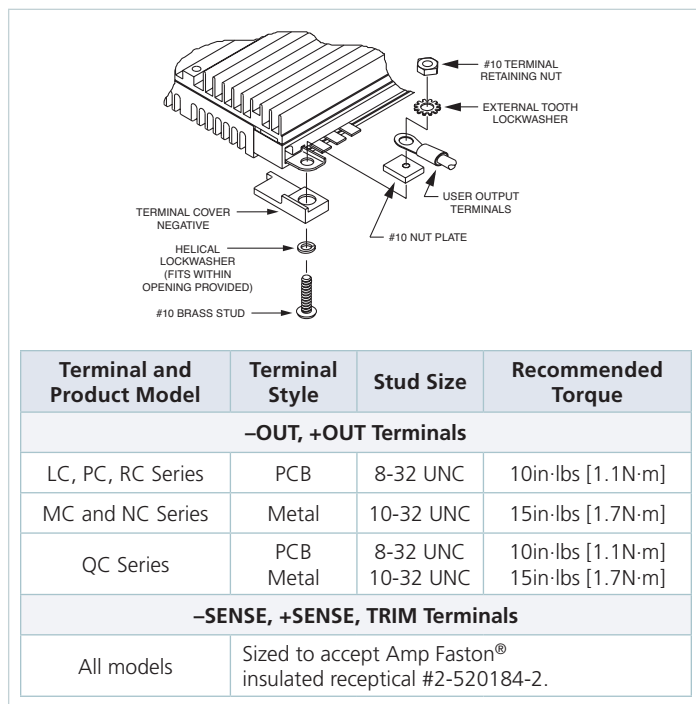 #10 TERMINAL
RETAINING NUT
EXTERNAL TOOTH
LOCKWASHER
USER OUTPUT
TERMINALS
#10 NUT PLATE
TERMINAL COVER
NEGATIVE
HELICAL
LOCKWASHER
(FITS WITHIN
OPENING PROVIDED)
#10 BRASS STUD
Terminal and Product Model Terminal Style Stud Size Recommended Torque
–OUT, +OUT Terminals
LC, PC, RC Series PCB 8-32 UNC 10in·lbs [1.1N·m]
MC and NC Series Metal 10-32 UNC 15in·lbs [1.7N·m]
QC Series PCB 8-32 UNC 10in·lbs [1.1N·m]
Metal 10-32 UNC 15in·lbs [1.7N·m]
–SENSE, +SENSE, TRIM Terminals
All models Sized to accept Amp Faston®
insulated receptical #2-520184-2.